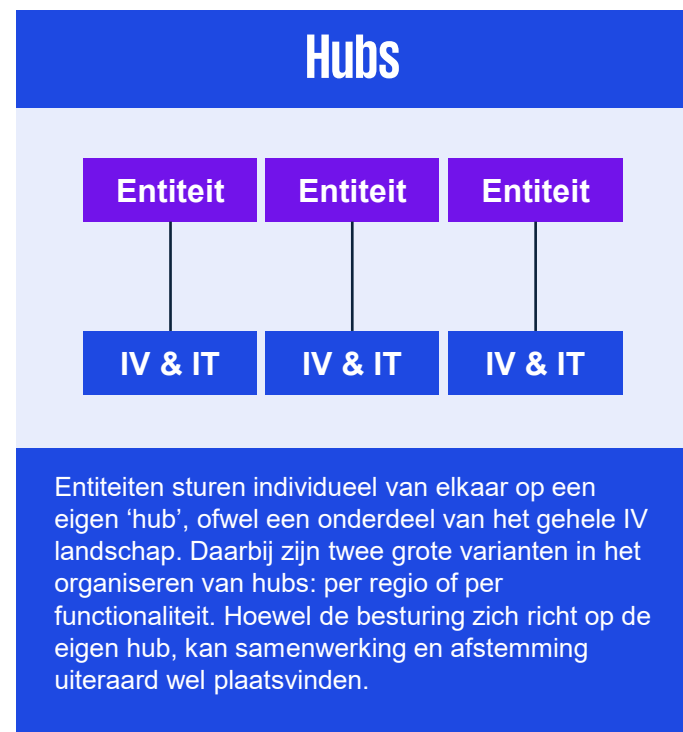 Hubs
Entiteit Entiteit Entiteit
IV & IT IV & IT IV & IT
Entiteiten sturen individueel van elkaar op een
eigen ‘hub’, ofwel een onderdeel van het gehele IV
landschap. Daarbij zijn twee grote varianten in het
organiseren van hubs: per regio of per
functionaliteit. Hoewel de besturing zich richt op de
eigen hub, kan samenwerking en afstemming
uiteraard wel plaatsvinden.